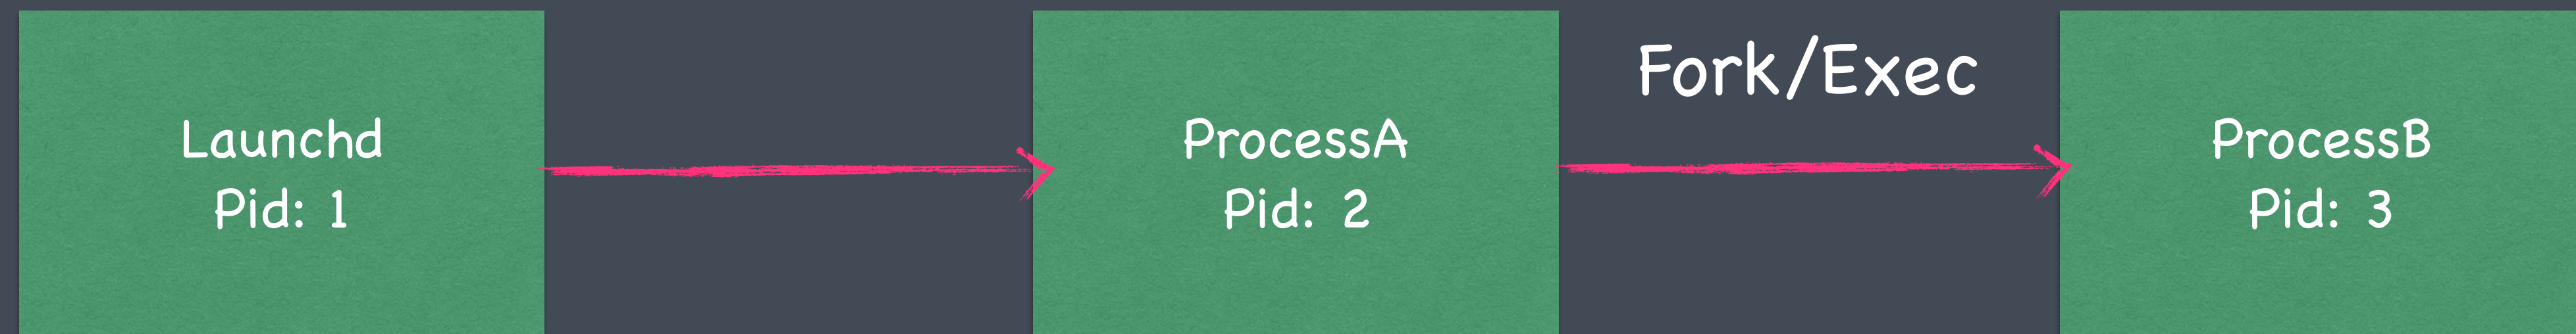 Launchd
Pid: 1
ProcessA
Pid: 2
Fork/Exec
ProcessB
Pid: 3